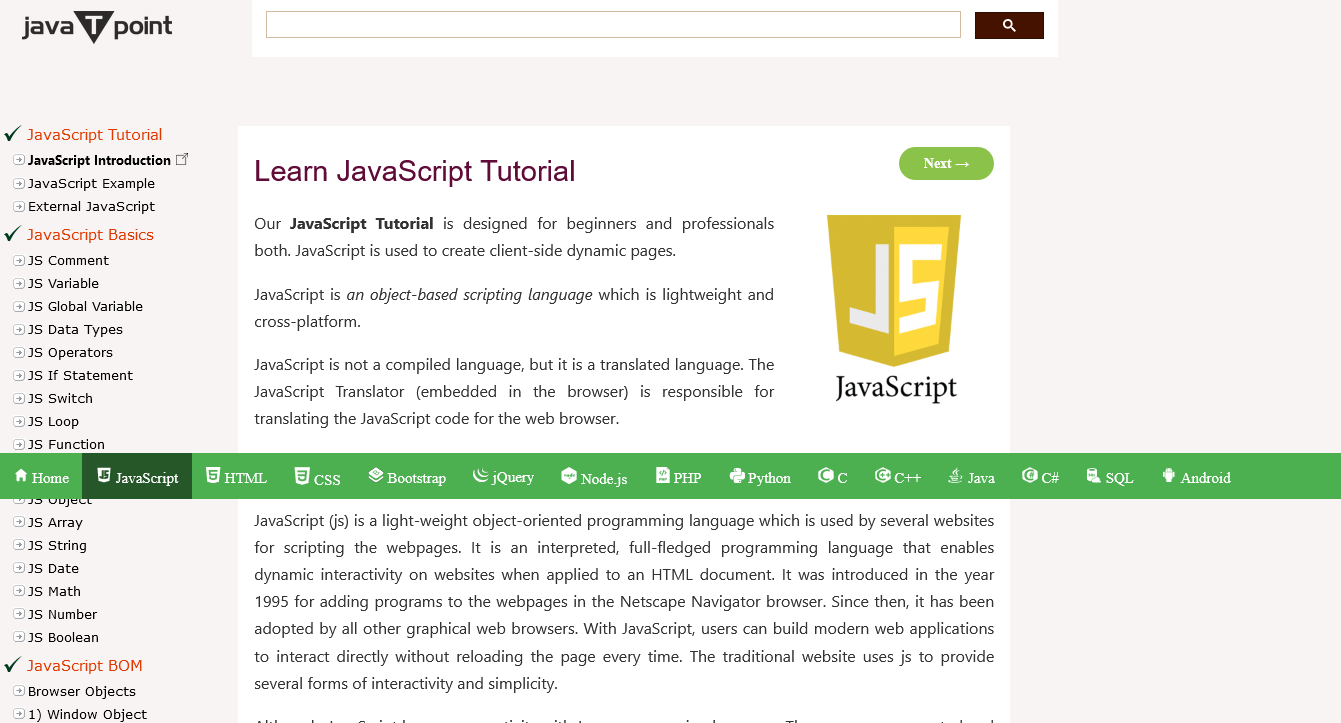 javaTpoint
JavaScript Tutorial
JavaScript Introduction
JavaScript Example
External JavaScript
JavaScript Basics
JS Comment
JS Variable
JS Global Variable
JS Data Types
JS Operators
JS If Statement
JS Switch
JS Loop
JS Function
Learn JavaScript Tutorial
Next →
Our JavaScript Tutorial is designed for beginners and professionals
both. JavaScript is used to create client-side dynamic pages.
JavaScript is an object-based scripting language which is lightweight and
cross-platform.
JavaScript is not a compiled language, but it is a translated language. The
JavaScript Translator (embedded in the browser) is responsible for
translating the JavaScript code for the web browser.
JS
JavaScript
Home JavaScript HTML CSS Bootstrap jQuery Node.js PHP Python C C++ Java C# SQL Android
JS Object
JS Array
JS String
JS Date
JS Math
JS Number
JS Boolean
JavaScript BOM
Browser Objects
1) Window Object
JavaScript (js) is a light-weight object-oriented programming language which is used by several websites
for scripting the webpages. It is an interpreted, full-fledged programming language that enables
dynamic interactivity on websites when applied to an HTML document. It was introduced in the year
1995 for adding programs to the webpages in the Netscape Navigator browser. Since then, it has been
adopted by all other graphical web browsers. With JavaScript, users can build modern web applications
to interact directly without reloading the page every time. The traditional website uses js to provide
several forms of interactivity and simplicity.